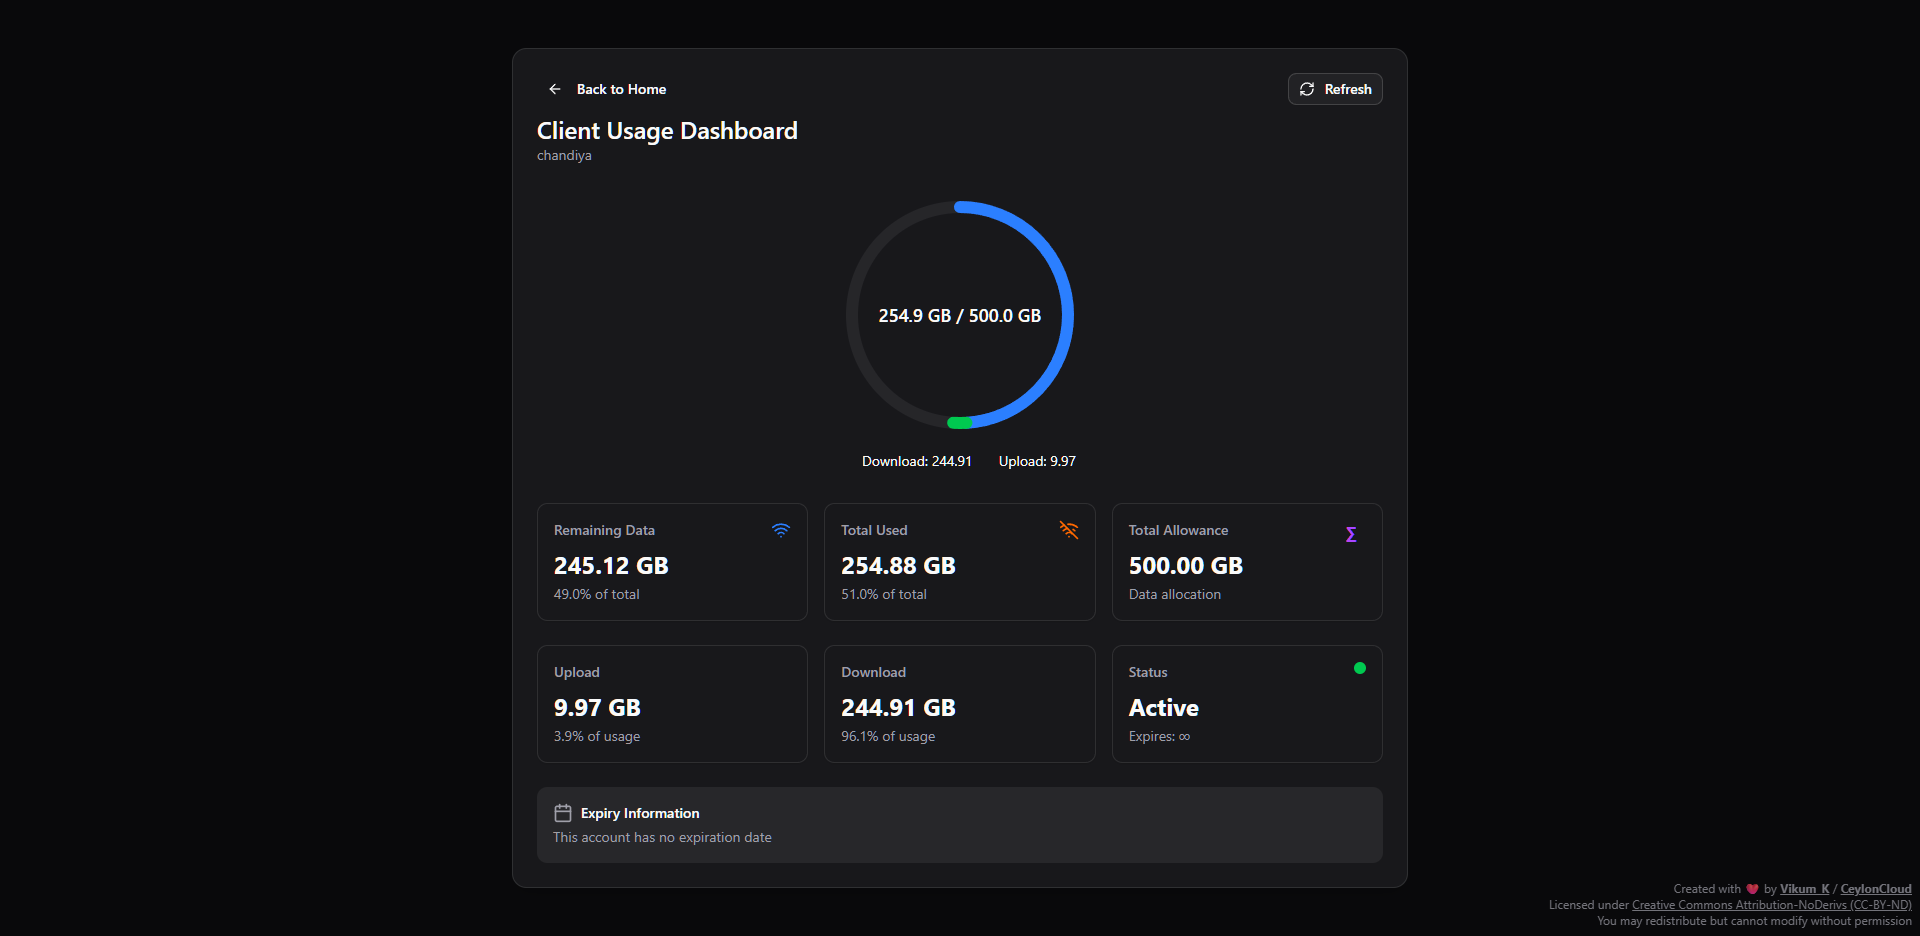 Back to Home
Refresh
Client Usage Dashboard
chandiya
254.9 GB / 500.0 GB
Download: 244.91 Upload: 9.97
Remaining Data
245.12 GB
49.0% of total
Total Used
254.88 GB
51.0% of total
Total Allowance
Σ
500.00 GB
Data allocation
Upload
9.97 GB
3.9% of usage
Download
244.91 GB
96.1% of usage
Status
Active
Expires: ∞
Expiry Information
This account has no expiration date
Created with ❤ by Vikum_K / CeylonCloud
Licensed under Creative Commons Attribution-NoDerivs (CC-BY-ND)
You may redistribute but cannot modify without permission